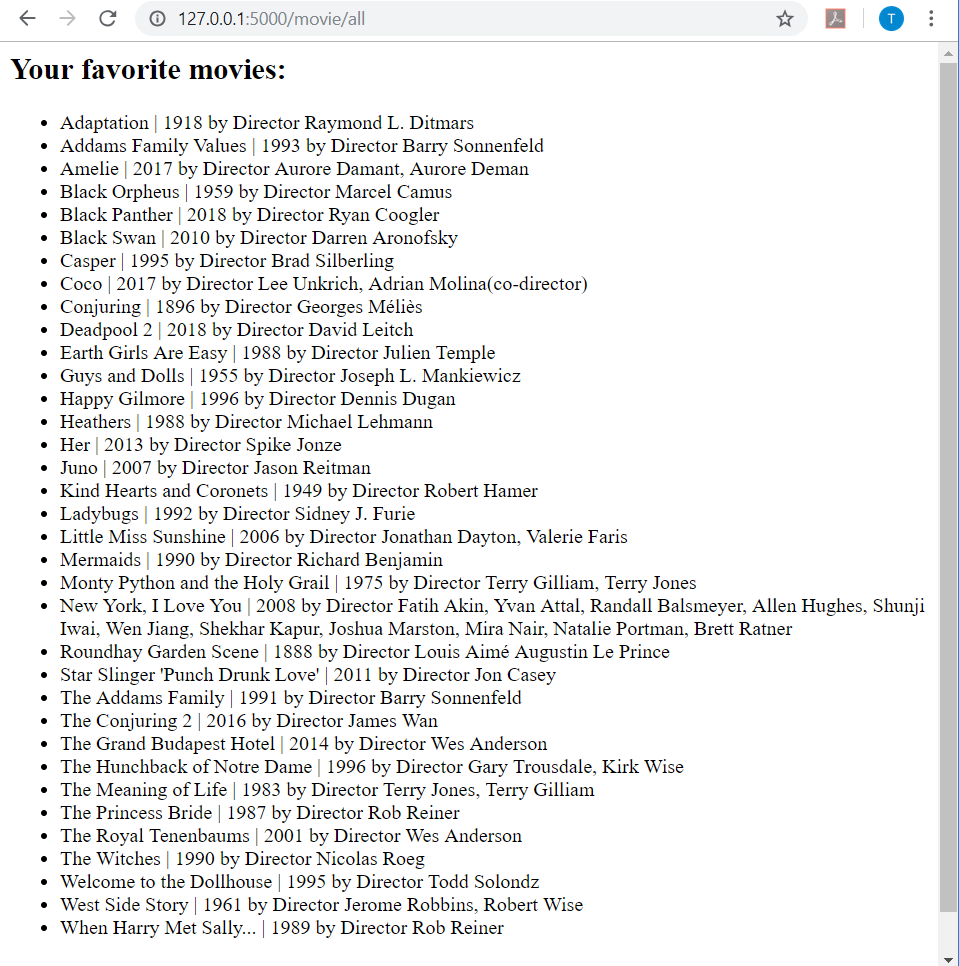 127.0.0.1:5000/movie/all
T
Your favorite movies:
Adaptation | 1918 by Director Raymond L. Ditmars
Addams Family Values | 1993 by Director Barry Sonnenfeld
Amelie | 2017 by Director Aurore Damant, Aurore Deman
Black Orpheus | 1959 by Director Marcel Camus
Black Panther | 2018 by Director Ryan Coogler
Black Swan | 2010 by Director Darren Aronofsky
Casper | 1995 by Director Brad Silberling
Coco | 2017 by Director Lee Unkrich, Adrian Molina(co-director)
Conjuring | 1896 by Director Georges Méliès
Deadpool 2 | 2018 by Director David Leitch
Earth Girls Are Easy | 1988 by Director Julien Temple
Guys and Dolls | 1955 by Director Joseph L. Mankiewicz
Happy Gilmore | 1996 by Director Dennis Dugan
Heathers | 1988 by Director Michael Lehmann
Her | 2013 by Director Spike Jonze
Juno | 2007 by Director Jason Reitman
Kind Hearts and Coronets | 1949 by Director Robert Hamer
Ladybugs | 1992 by Director Sidney J. Furie
Little Miss Sunshine | 2006 by Director Jonathan Dayton, Valerie Faris
Mermaids | 1990 by Director Richard Benjamin
Monty Python and the Holy Grail | 1975 by Director Terry Gilliam, Terry Jones
New York, I Love You | 2008 by Director Fatih Akin, Yvan Attal, Randall Balsmeyer, Allen Hughes, Shunji
Iwai, Wen Jiang, Shekhar Kapur, Joshua Marston, Mira Nair, Natalie Portman, Brett Ratner
Roundhay Garden Scene | 1888 by Director Louis Aimé Augustin Le Prince
Star Slinger 'Punch Drunk Love' | 2011 by Director Jon Casey
The Addams Family | 1991 by Director Barry Sonnenfeld
The Conjuring 2 | 2016 by Director James Wan
The Grand Budapest Hotel | 2014 by Director Wes Anderson
The Hunchback of Notre Dame | 1996 by Director Gary Trousdale, Kirk Wise
The Meaning of Life | 1983 by Director Terry Jones, Terry Gilliam
The Princess Bride | 1987 by Director Rob Reiner
The Royal Tenenbaums | 2001 by Director Wes Anderson
The Witches | 1990 by Director Nicolas Roeg
Welcome to the Dollhouse | 1995 by Director Todd Solondz
West Side Story | 1961 by Director Jerome Robbins, Robert Wise
When Harry Met Sally... | 1989 by Director Rob Reiner